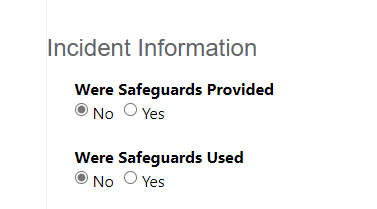 Incident Information
Were Safeguards Provided
No Yes
Were Safeguards Used
No Yes